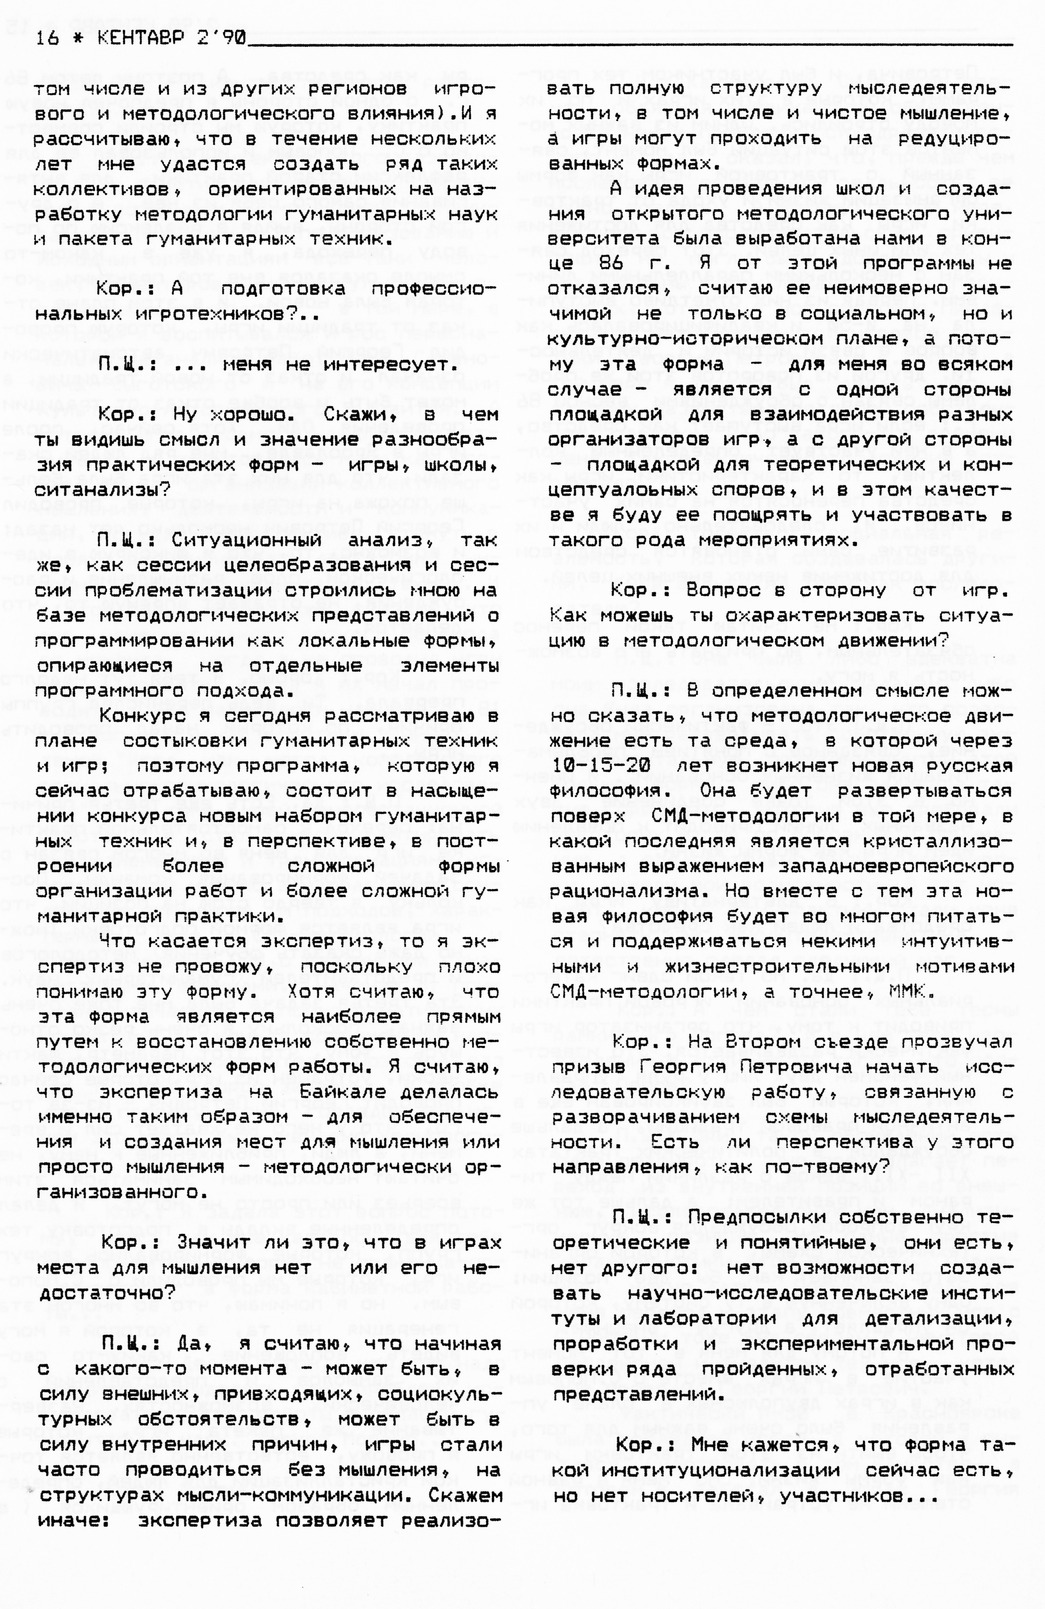 16 * КЕНТАВР 2'90
том числе и из других регионов игро-
вого и методологического влияния).И я
рассчитываю, что в течение нескольких
лет мне удастся создать ряд таких
коллективов, ориентированных на наз-
работку методологии гуманитарных наук
и пакета гуманитарных техник.
Кор.: А подготовка профессио-
нальных игротехников?..
П.Щ.: ... меня не интересует.
Кор.: Ну хорошо. Скажи, в чем
ты видишь смысл и значение разнообра-
зия практических форм - игры, школы,
ситанализы?
П.Щ.: Ситуационный анализ, так
же, как сессии целеобразования и сес-
сии проблематизации строились мною на
базе методологических представлений о
программировании как локальные формы,
опирающиеся на отдельные элементы
программного подхода.
Конкурс я сегодня рассматриваю в
плане состыковки гуманитарных техник
и игр; поэтому программа, которую я
сейчас отрабатываю, состоит в насыще-
нии конкурса новым набором гуманитар-
ных техник и, в перспективе, в пост-
роении более сложной формы
организации работ и более сложной гу-
манитарной практики.
Что касается экспертиз, то я эк-
спертиз не провожу, поскольку плохо
понимаю эту форму. Хотя считаю, что
эта форма является наиболее прямым
путем к восстановлению собственно ме-
тодологических форм работы. Я считаю,
что экспертиза на Байкале делалась
именно таким образом - для обеспече-
ния и создания мест для мышления или
просто мышления - методологически ор-
ганизованного.
Кор.: Значит ли это, что в играх
места для мышления нет или его не-
достаточно?
П.Щ.: Да, я считаю, что начиная
с какого-то момента - может быть, в
силу внешних, привходящих, социокуль-
турных обстоятельств, может быть в
силу внутренних причин, игры стали
часто проводиться без мышления, на
структурах мысли-коммуникации. Скажем
иначе: экспертиза позволяет реализо-
вать полную структуру мыследеятель-
ности, в том числе и чистое мышление,
а игры могут проходить на редуциро-
ванных формах.
А идея проведения школ и созда-
ния открытого методологического уни-
верситета была выработана нами в кон-
це 86 г. Я от этой программы не
отказался, считаю ее неимоверно зна-
чимой не только в социальном, но и
культурно-историческом плане, а пото-
му эта форма - для меня во всяком
случае - является с одной стороны
площадкой для взаимодействия разных
организаторов игр, а с другой стороны
- площадкой для теоретических и кон-
цептуалоьных споров, и в этом качест-
ве я буду ее поощрять и участвовать в
такого рода мероприятиях.
Кор.: Вопрос в сторону от игр.
Как можешь ты охарактеризовать ситуа-
цию в методологическом движении?
П.Щ.: В определенном смысле мож-
но сказать, что методологическое дви-
жение есть та среда, в которой через
10-15-20 лет возникнет новая русская
философия. Она будет развертываться
поверх СМД-методологии в той мере, в
какой последняя является кристаллизо-
ванным выражением западноевропейского
рационализма. Но вместе с тем эта но-
вая философия будет во многом питать-
ся и поддерживаться некими интуитив-
ными и жизнестроительными мотивами
СМД-методологии, а точнее, ММК.
Кор.: На Втором съезде прозвучал
призыв Георгия Петровича начать исс-
ледовательскую работу, связанную с
разворачиванием схемы мыследеятель-
ности. Есть ли перспектива у этого
направления, как по-твоему?
П.Щ.: Предпосылки собственно те-
оретические и понятийные, они есть,
нет другого: нет возможности созда-
вать научно-исследовательские инсти-
туты и лаборатории для детализации,
проработки и экспериментальной про-
верки ряда пройденных, отработанных
представлений.
Кор.: Мне кажется, что форма та-
кой институционализации сейчас есть,
но нет носителей, участников...